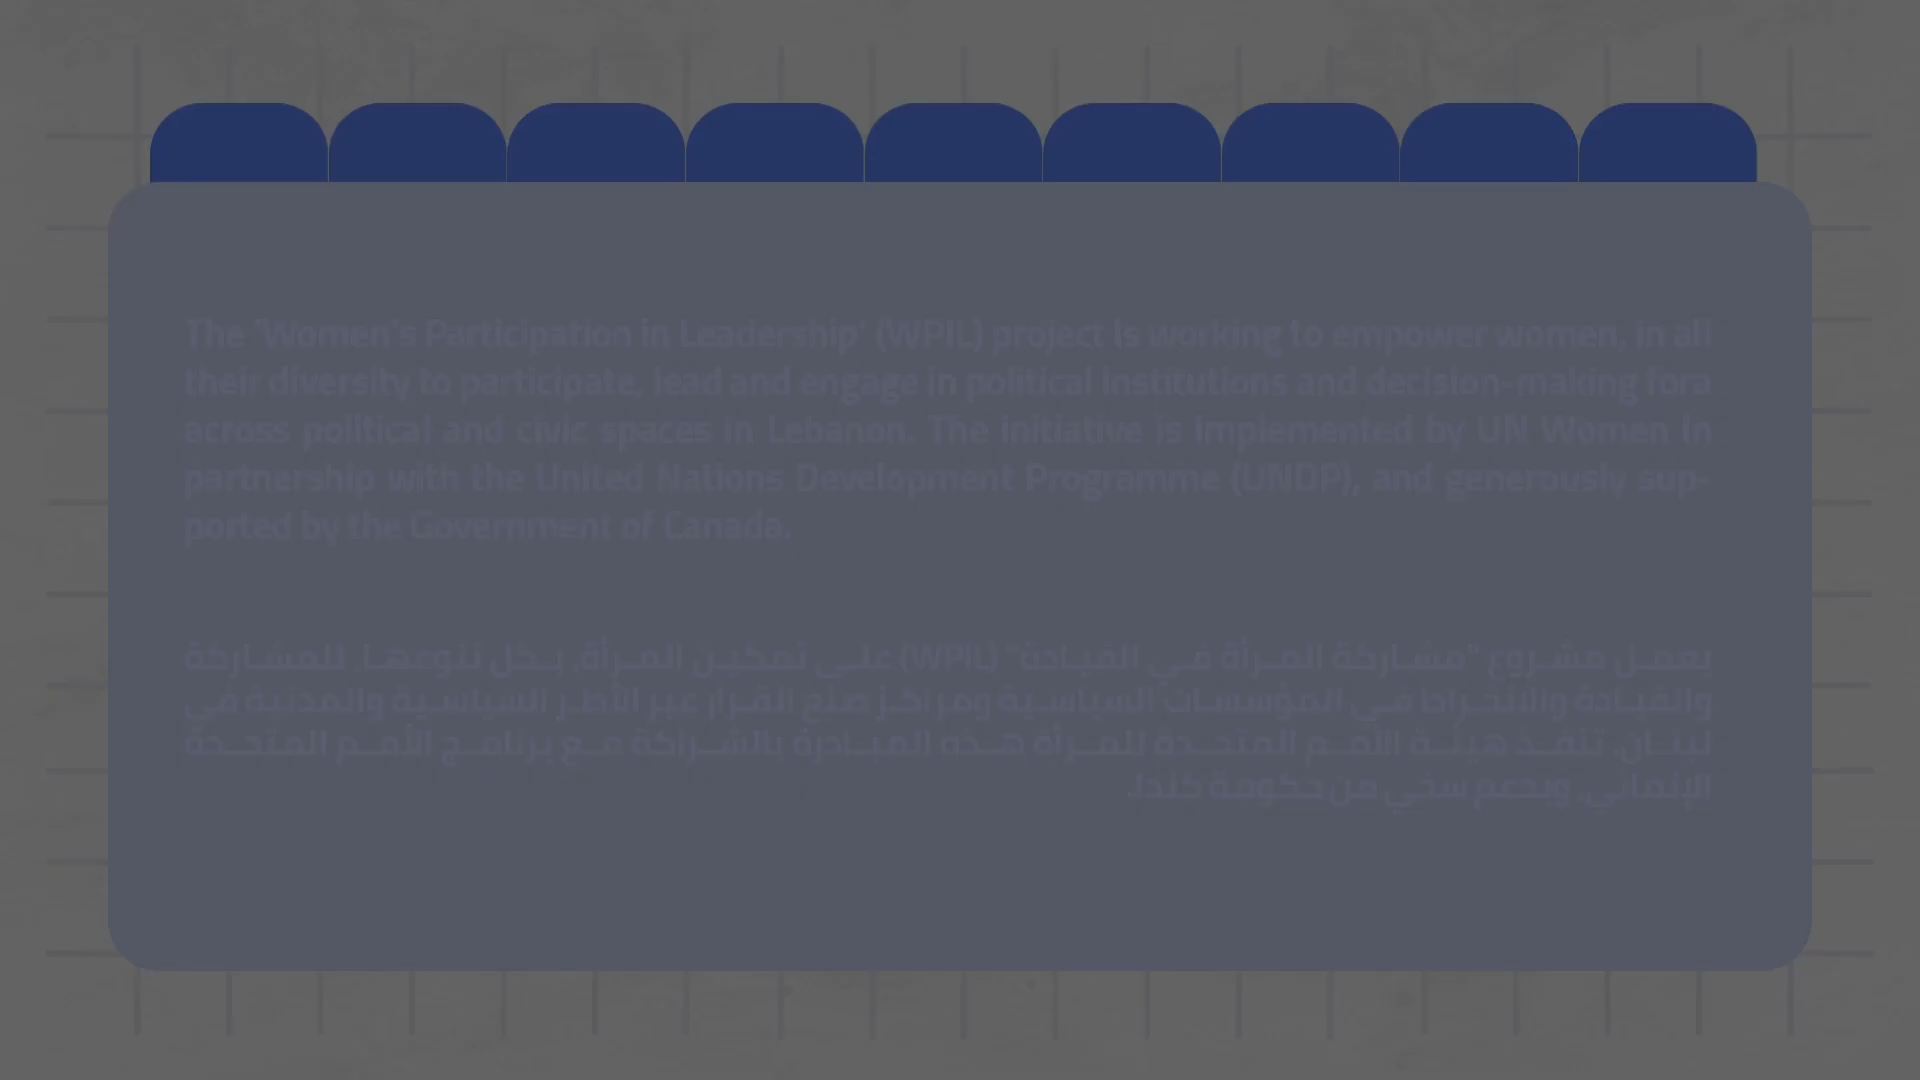 The 'Women's Participation in Leadership' (WPIL) project is working to empower women, in all
their diversity to participate, lead and engage in political institutions and decision-making fora
across political and civic spaces in Lebanon. The initiative is implemented by UN Women in
partnership with the United Nations Development Programme (UNDP), and generously sup-
ported by the Government of Canada.
يعمل مشروع "مشاركة المرأة في القيادة" (WPIL) على تمكين المرأة، بكل تنوعها، للمشاركة
والقيادة والانخراط في المؤسسات السياسية ومراكز صنع القرار عبر الأطر السياسية والمدنية في
لبنان. تنفذ هيئة الأمم المتحدة للمرأة هذه المبادرة بالشراكة مع برنامج الأمم المتحدة
الإنمائي، وبدعم سخي من حكومة كندا.